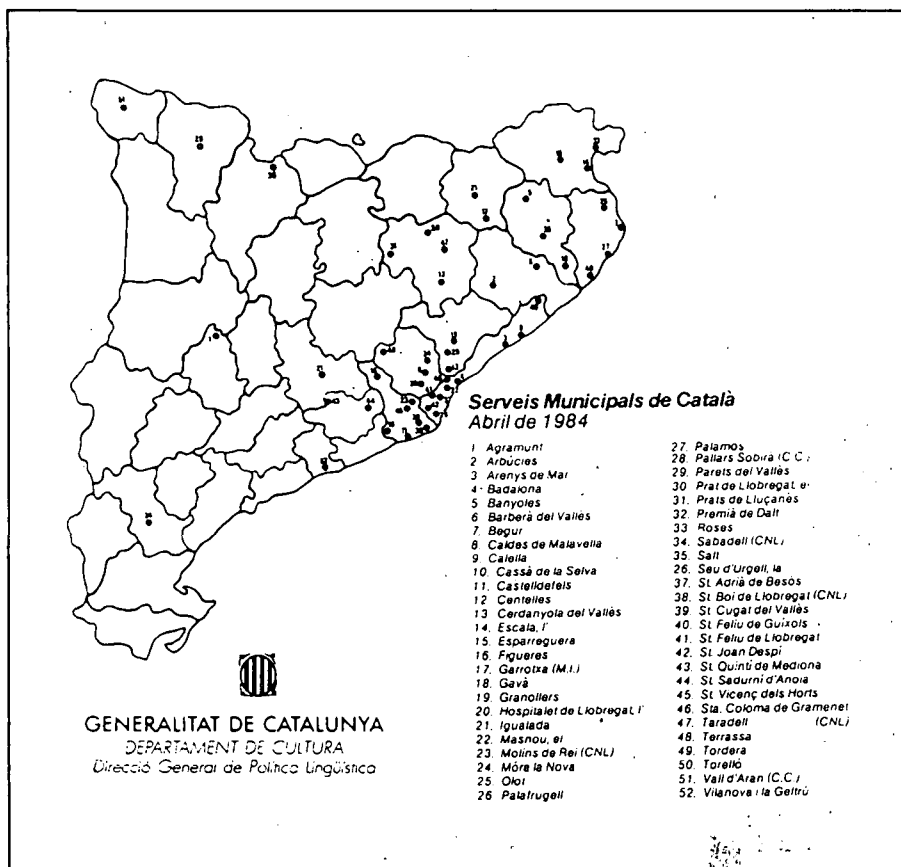 Serveis Municipals de Català
Abril de 1984
1 Agramunt
2 Arbúcies
3 Arenys de Mar
4 Badalona
5 Banyoles
6 Barberà del Vallès
7 Begur
8 Caldes de Malavella
9 Calella
10. Cassà de la Selva
11. Castelldefels
12 Centelles
13 Cerdanyola del Vallès
14. Escala, l'
15. Esparreguera
16. Figueres
17. Garrotxa (M.I.)
18. Gavà
19 Granollers
20. Hospitalet de Llobregat, l'
21. Igualada
22. Masnou, el
23. Molins de Rei (CNL)
24. Móra la Nova
25. Olot
26 Palafrugell
27. Palamós
28. Pallars Sobirà (C.C.)
29. Parets del Vallès
30 Prat de Llobregat, el
31. Prats de Lluçanès
32. Premià de Dalt
33 Roses
34. Sabadell (CNL)
35. Salt
26. Seu d'Urgell, la
37. St Adrià de Besòs
38. St Boi de Llobregat (CNL)
39. St Cugat del Vallès
40. St Feliu de Guíxols
41. St Feliu de Llobregat
42. St Joan Despí
43. St Quintí de Mediona
44. St Sadurní d'Anoia
45. St Vicenç dels Horts
46. Sta. Coloma de Gramenet
47. Taradell (CNL)
48. Terrassa
49. Tordera
50. Torelló
51. Vall d'Aran (C.C.)
52. Vilanova i la Geltrú
GENERALITAT DE CATALUNYA
DEPARTAMENT DE CULTURA
Direcció General de Política Lingüística